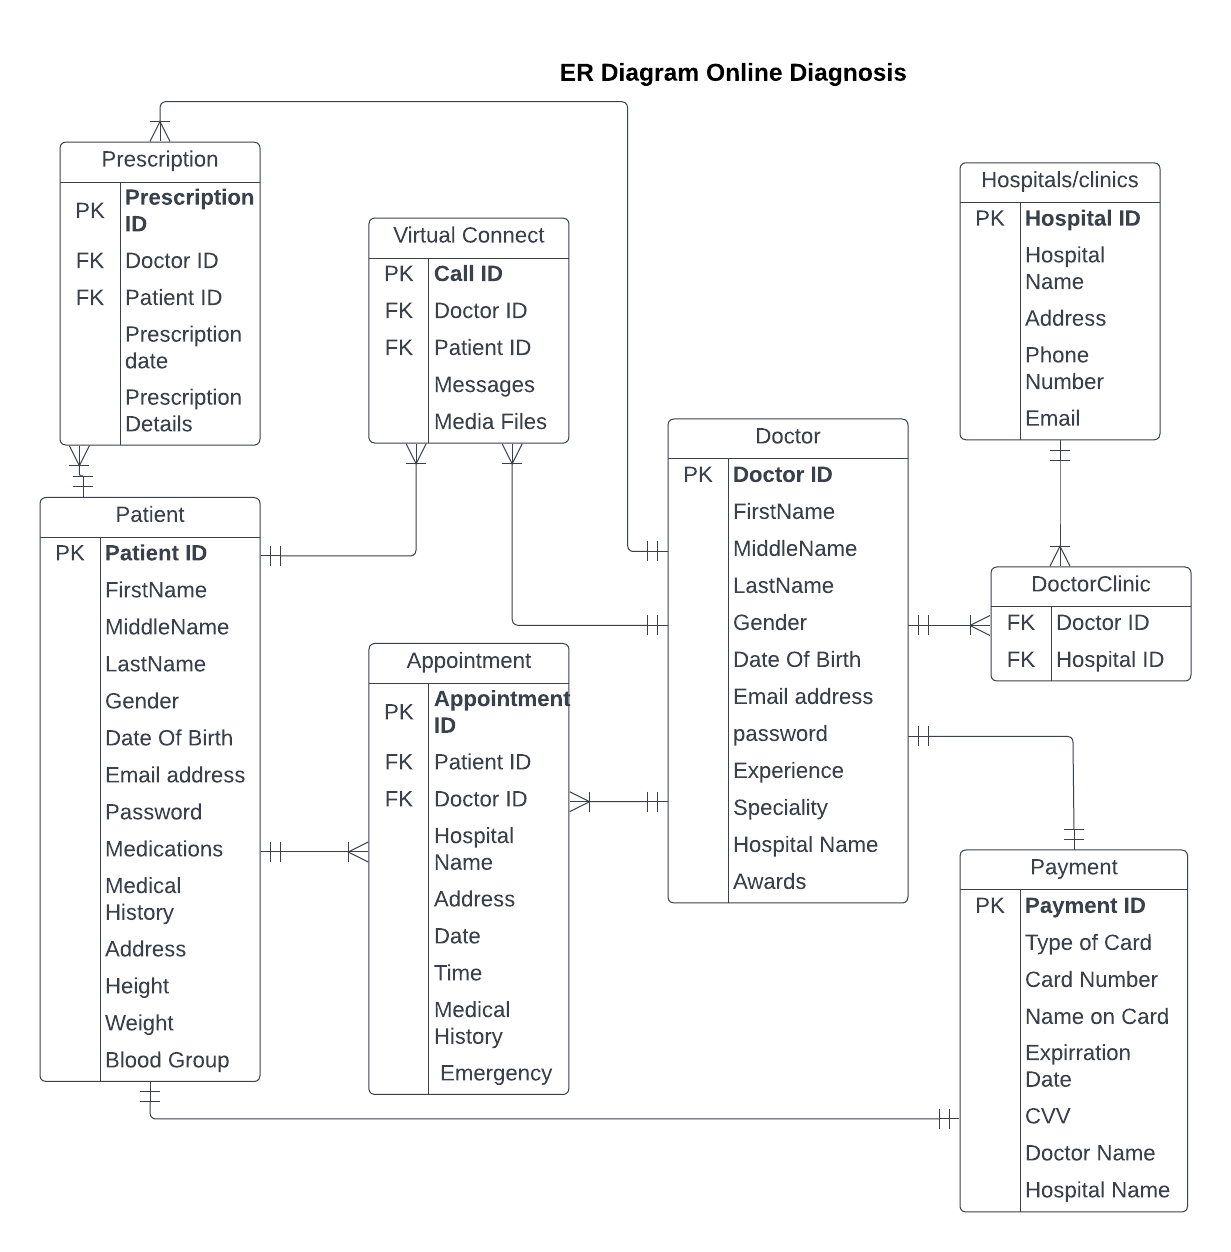 ER Diagram Online Diagnosis
Prescription
PK
Prescription
ID
FK Doctor ID
FK Patient ID
Prescription
date
Prescription
Details
Virtual Connect
PK Call ID
FK Doctor ID
FK Patient ID
Messages
Media Files
Hospitals/clinics
PK Hospital ID
Hospital
Name
Address
Phone
Number
Email
Patient
PK Patient ID
FirstName
MiddleName
LastName
Gender
Date Of Birth
Email address
Password
Medications
Medical
History
Address
Height
Weight
Blood Group
Appointment
PK
Appointment
ID
FK Patient ID
FK Doctor ID
Hospital
Name
Address
Date
Time
Medical
History
Emergency
Doctor
PK Doctor ID
FirstName
MiddleName
LastName
Gender
Date Of Birth
Email address
password
Experience
Speciality
Hospital Name
Awards
DoctorClinic
FK Doctor ID
FK Hospital ID
Payment
PK Payment ID
Type of Card
Card Number
Name on Card
Expirration
Date
CVV
Doctor Name
Hospital Name